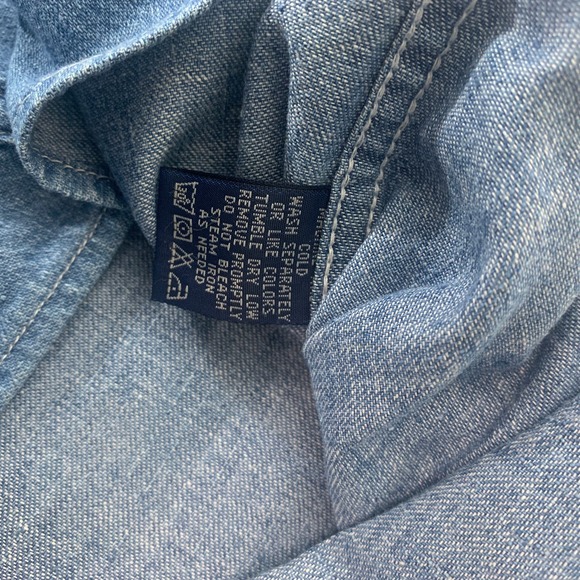 COLD
WASH SEPARATELY
OR LIKE COLORS
TUMBLE DRY LOW
REMOVE PROMPTLY
DO NOT BLEACH
STEAM IRON
AS NEEDED